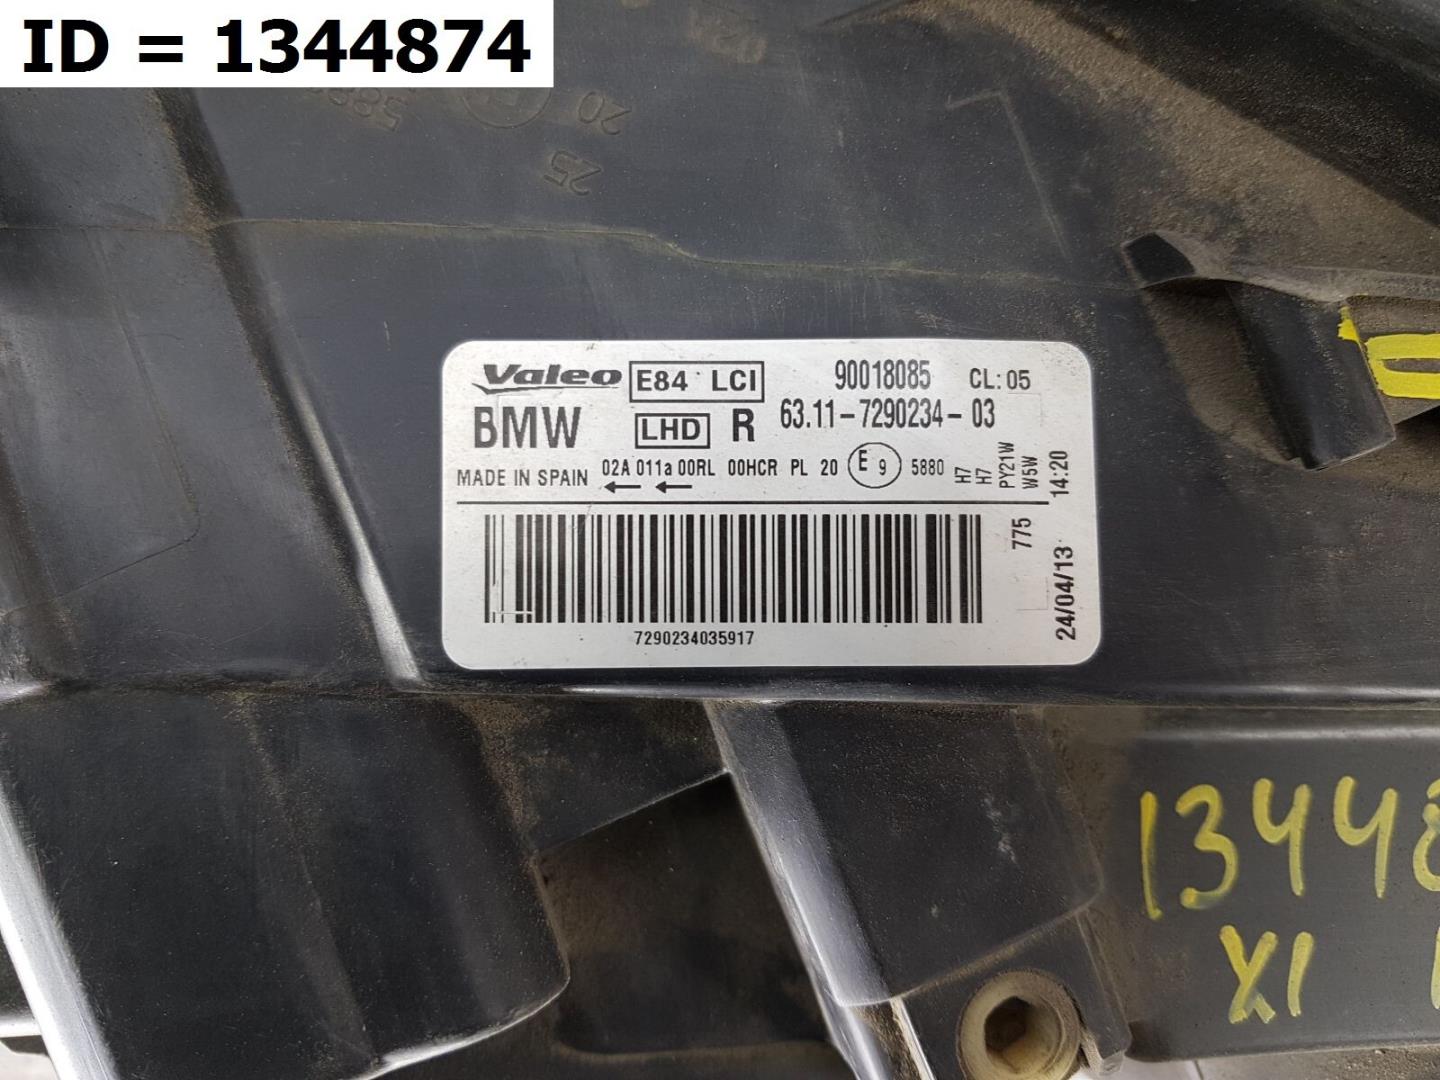 ID = 1344874
20
25
Valeo E84 LCI 90018085 CL: 05
BMW LHD R 63.11-7290234-03
MADE IN SPAIN 02A 011a 00RL 00HCR PL 20 E 9 5880
H7
H7
PY21W
W5W
14:20
775
24/04/13
7290234035917
13448
X1